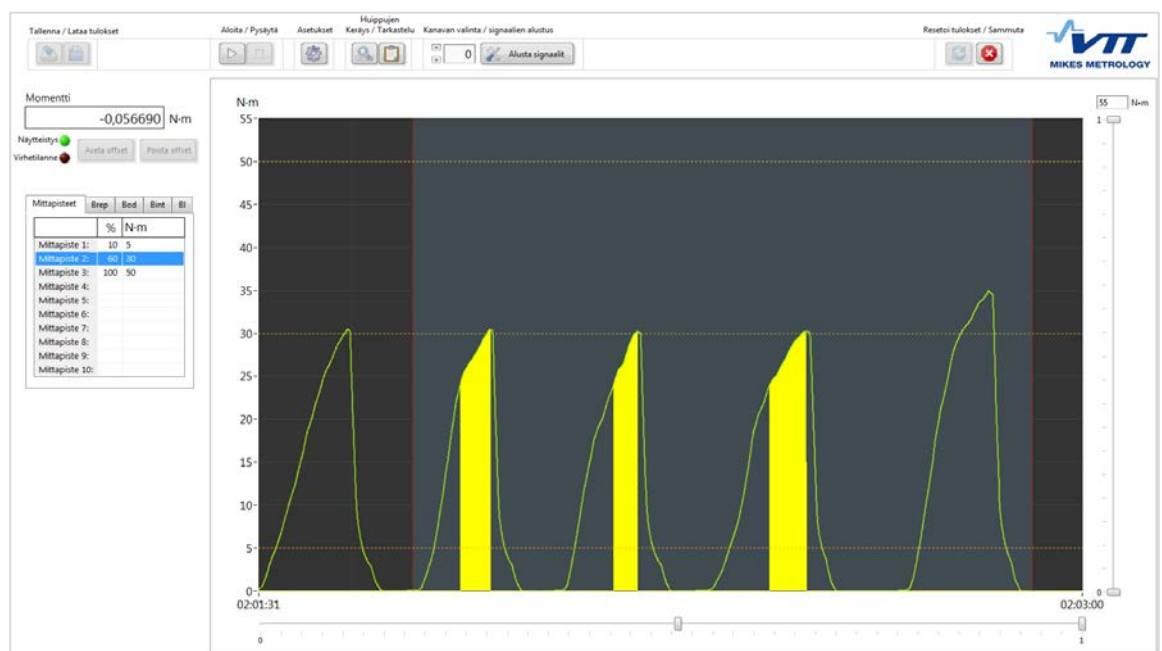 Tallenna / Lataa tulokset
Aloita / Pysäytä
Asetukset
Huippujen
Keräys / Tarkastelu
Kanavan valinta / signaalien alustus
Resetoi tulokset / Sammuta
0
Alusta signaalit
VTT
MIKES METROLOGY
Momentti
-0,056690 N·m
Näytteistys
Virhetilanne
Aseta offset
Poista offset
Mittapisteet Brep Bod Bint BI
% N·m
Mittapiste 1: 10 5
Mittapiste 2: 60 30
Mittapiste 3: 100 50
Mittapiste 4:
Mittapiste 5:
Mittapiste 6:
Mittapiste 7:
Mittapiste 8:
Mittapiste 9:
Mittapiste 10:
N·m
55
50
45
40
35
30
25
20
15
10
5
0
02:01:31
02:03:00
0
1
55 N·m
1
0